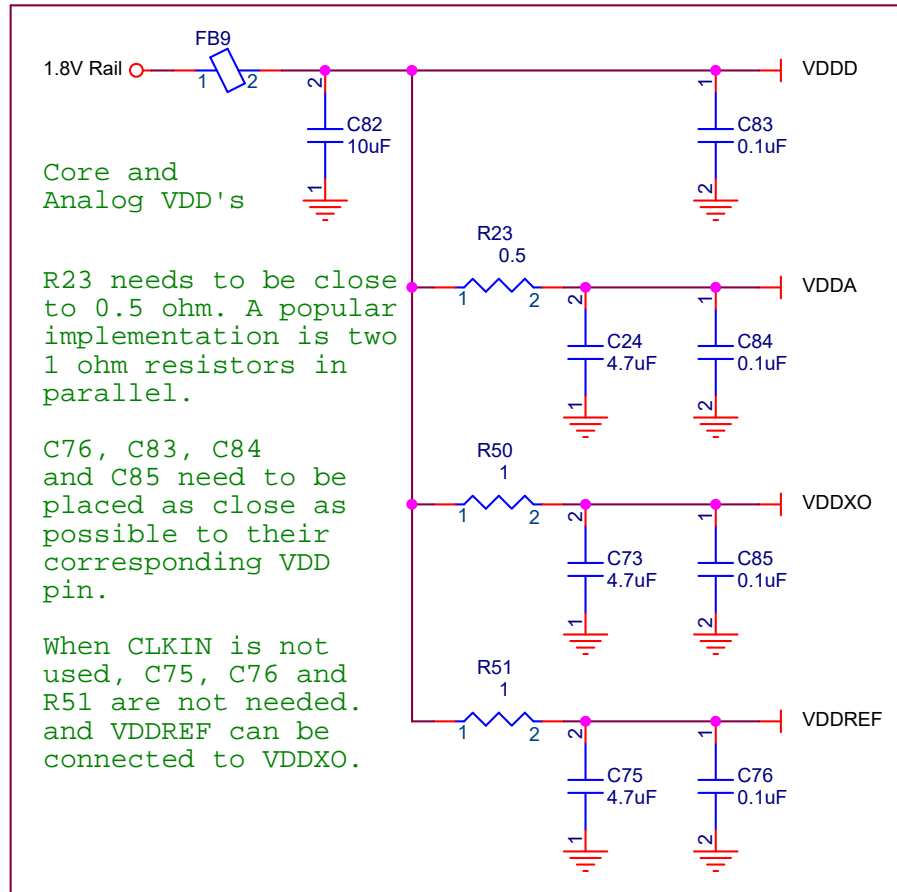 FB9
1.8V Rail
1
2
VDDD
2
C82
10uF
1
1
C83
0.1uF
2
Core and
Analog VDD's
R23
0.5
1
2
VDDA
2
C24
4.7uF
1
1
C84
0.1uF
2
R23 needs to be close
to 0.5 ohm. A popular
implementation is two
1 ohm resistors in
parallel.
R50
1
1
2
VDDXO
2
C73
4.7uF
1
1
C85
0.1uF
2
C76, C83, C84
and C85 need to be
placed as close as
possible to their
corresponding VDD
pin.
R51
1
1
2
VDDREF
2
C75
4.7uF
1
1
C76
0.1uF
2
When CLKIN is not
used, C75, C76 and
R51 are not needed.
and VDDREF can be
connected to VDDXO.